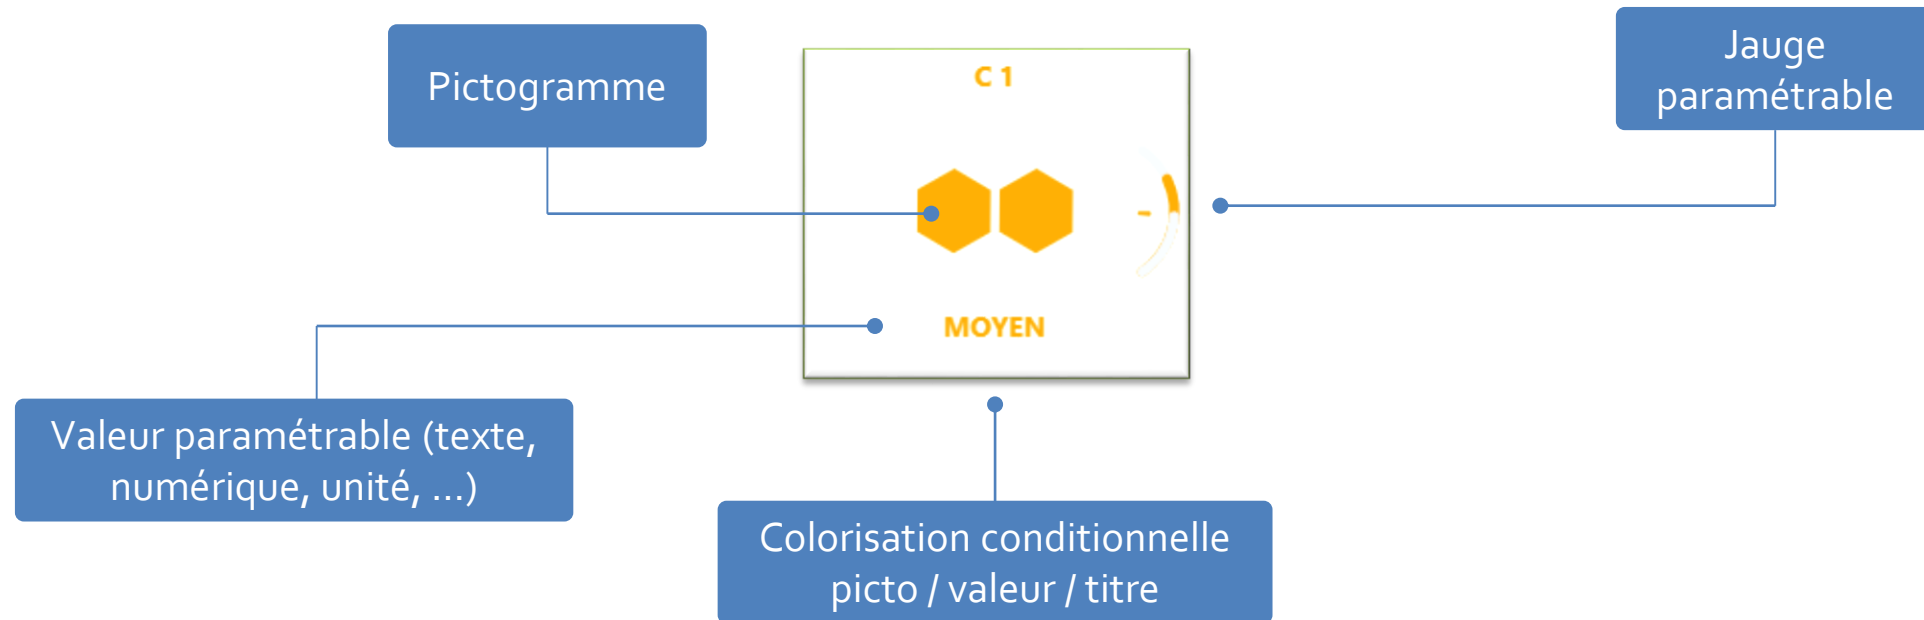 Pictogramme
C 1
Jauge
paramétrable
MOYEN
Valeur paramétrable (texte,
numérique, unité, ...)
Colorisation conditionnelle
picto / valeur / titre